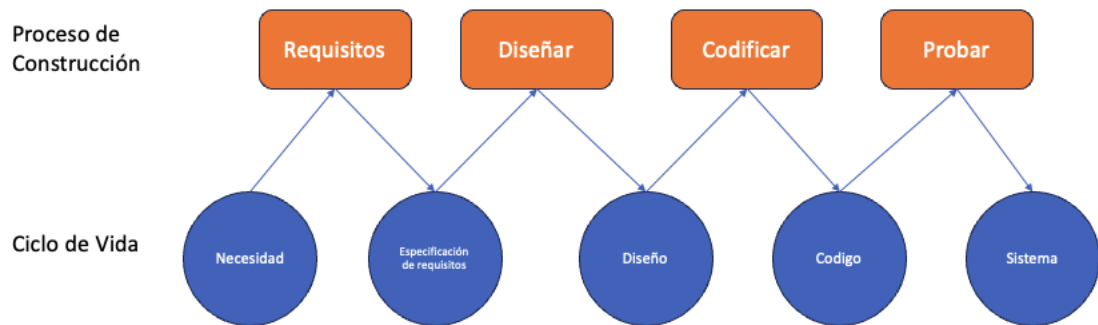 Proceso de
Construcción
Requisitos
Diseñar
Codificar
Probar
Ciclo de Vida
Necesidad
Especificación
de requisitos
Diseño
Codigo
Sistema